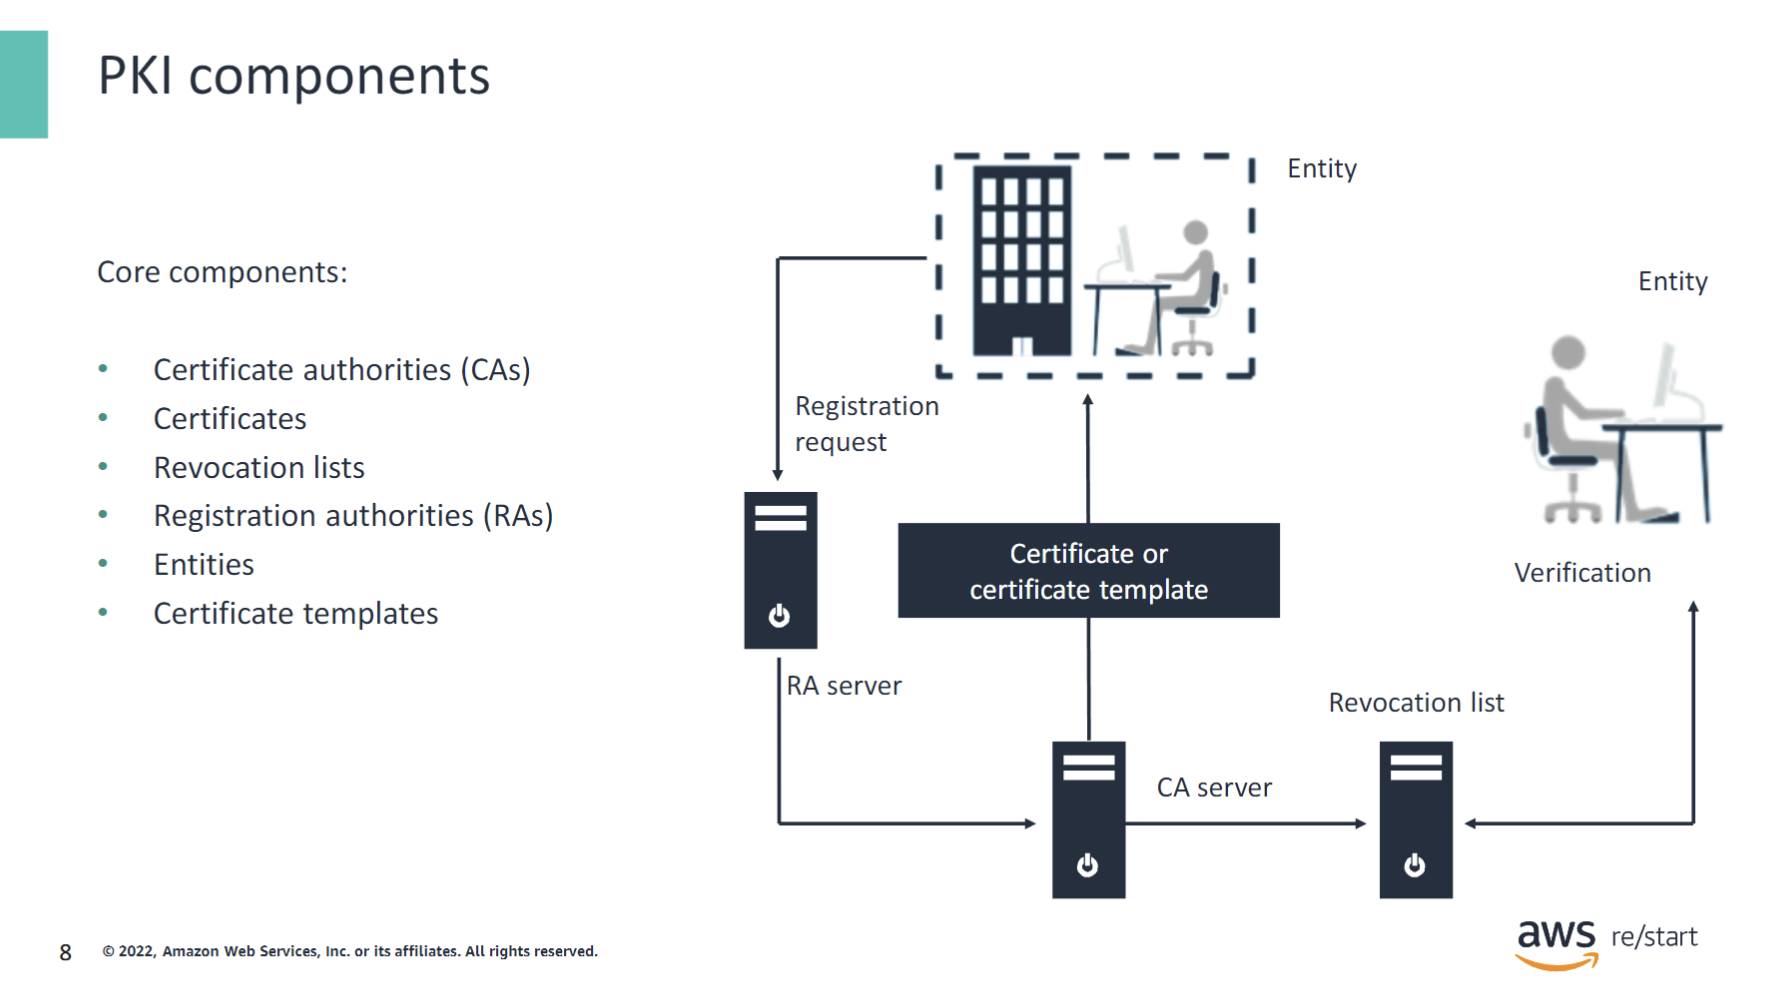 PKI components
Core components:
• Certificate authorities (CAs)
• Certificates
• Revocation lists
• Registration authorities (RAs)
• Entities
• Certificate templates
Entity
Entity
Registration
request
Certificate or
certificate template
Verification
RA server
Revocation list
CA server
8
© 2022, Amazon Web Services, Inc. or its affiliates. All rights reserved.
aws re/start